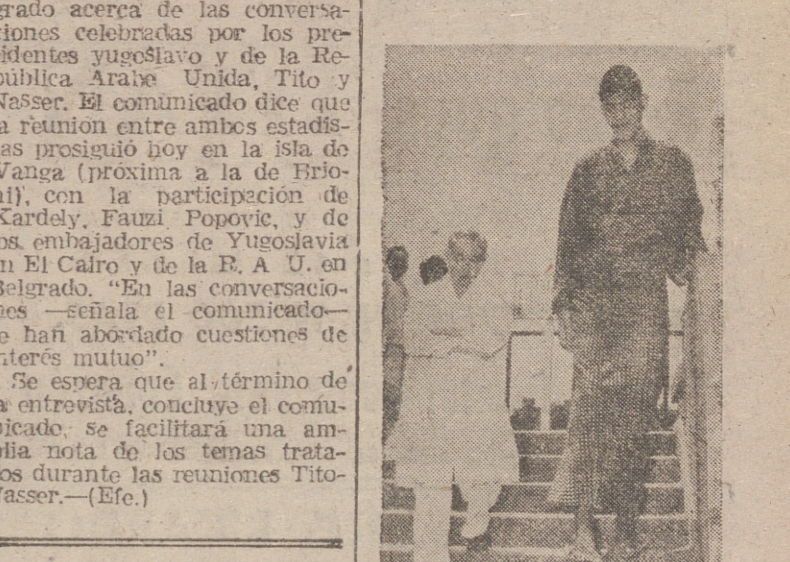 grado acerca de las conversa-
ciones celebradas por los pre-
sidentes yugoslavo y de la Re-
pública Arabe Unida, Tito y
Nasser. El comunicado dice que
la reunión entre ambos estadis-
tas prosiguió hoy en la isla de
Vanga (próxima a la de Brio-
ni), con la participación de
Kardely, Fauzi Popovic, y de
los embajadores de Yugoslavia
en El Cairo y de la R. A U. en
Belgrado. “En las conversacio-
nes —señala el comunicado—
se han abordado cuestiones de
interés mutuo”.
Se espera que al término de
la entrevista, concluye el comu-
nicado, se facilitará una am-
plia nota de los temas trata-
dos durante las reuniones Tito-
Nasser.—(Efe.)